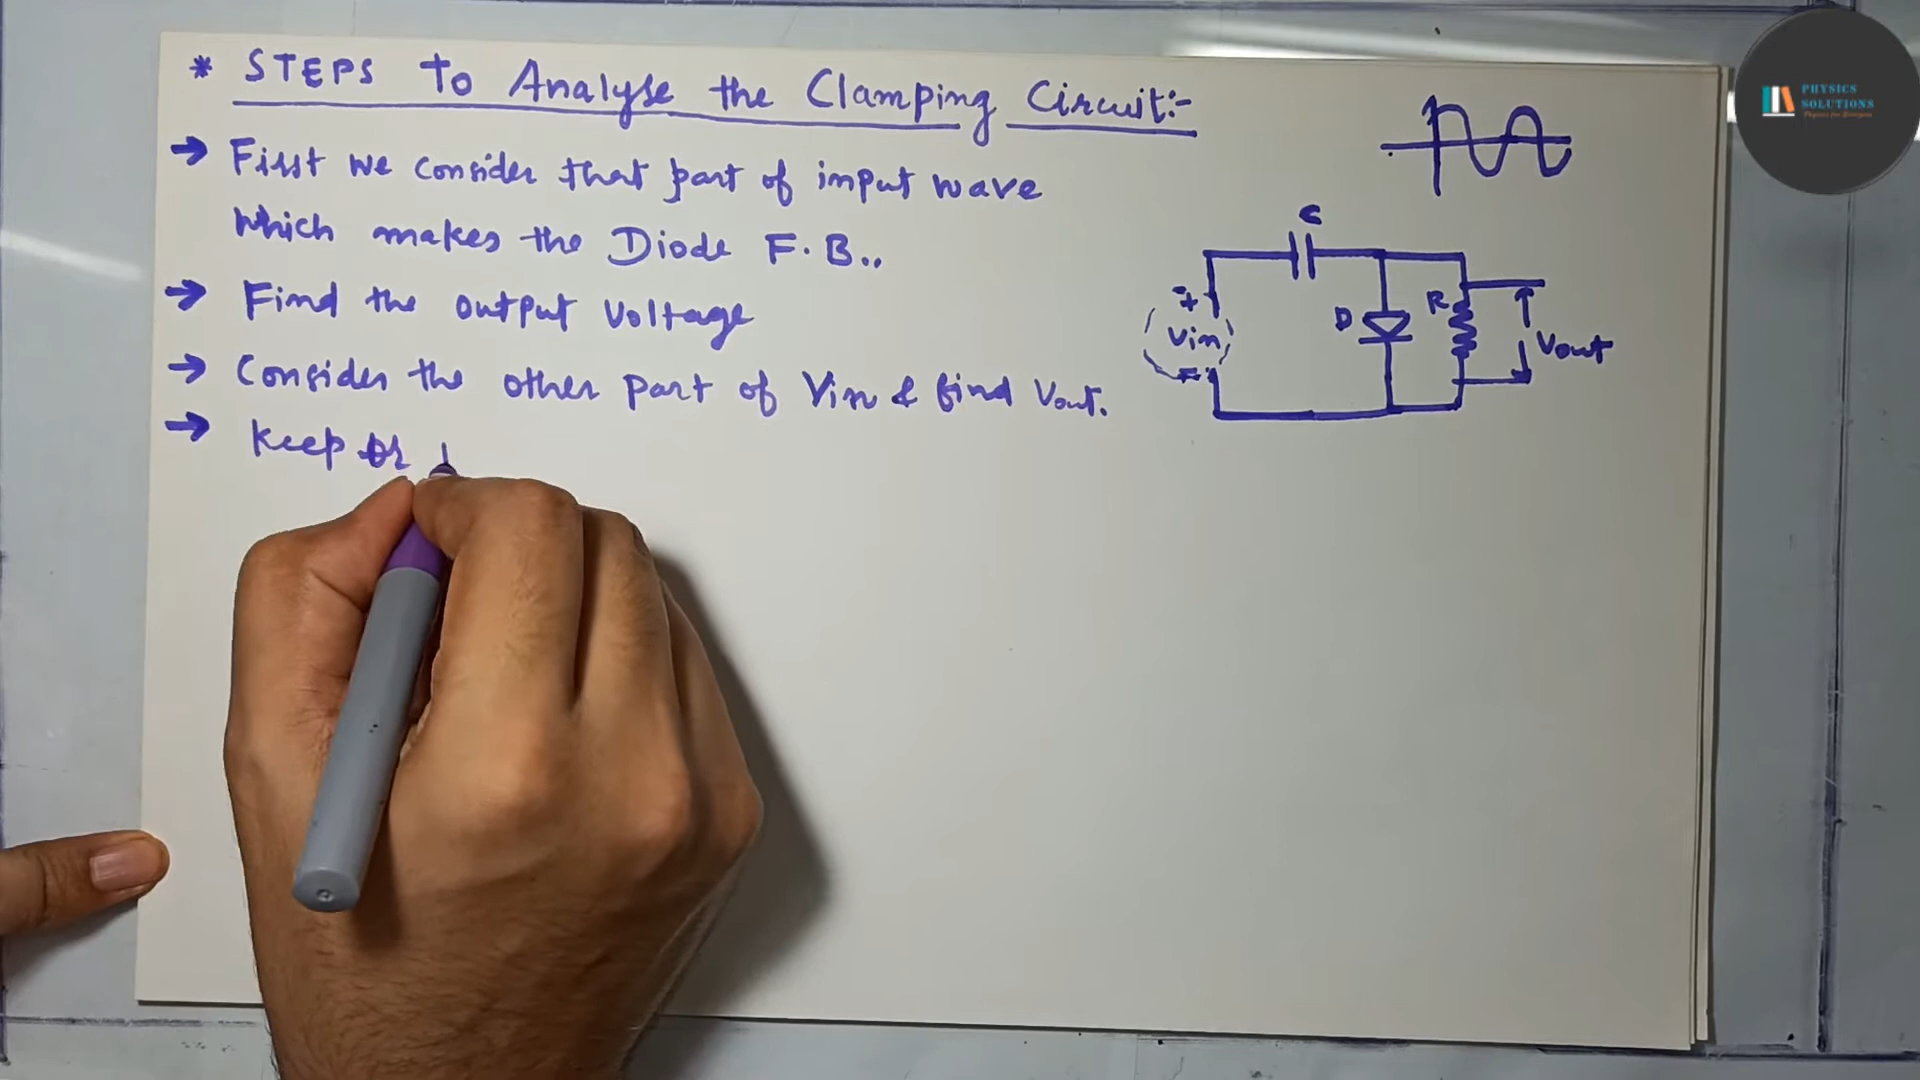 * STEPS To Analyse the Clamping Circuit:-
→ First we consider that part of input wave
which makes the Diode F.B..
→ Find the output voltage
→ Consider the other part of Vin & find Vout.
→ Keep
C
+
Vin
-
D
R
Vout
PHYSICS
SOLUTIONS